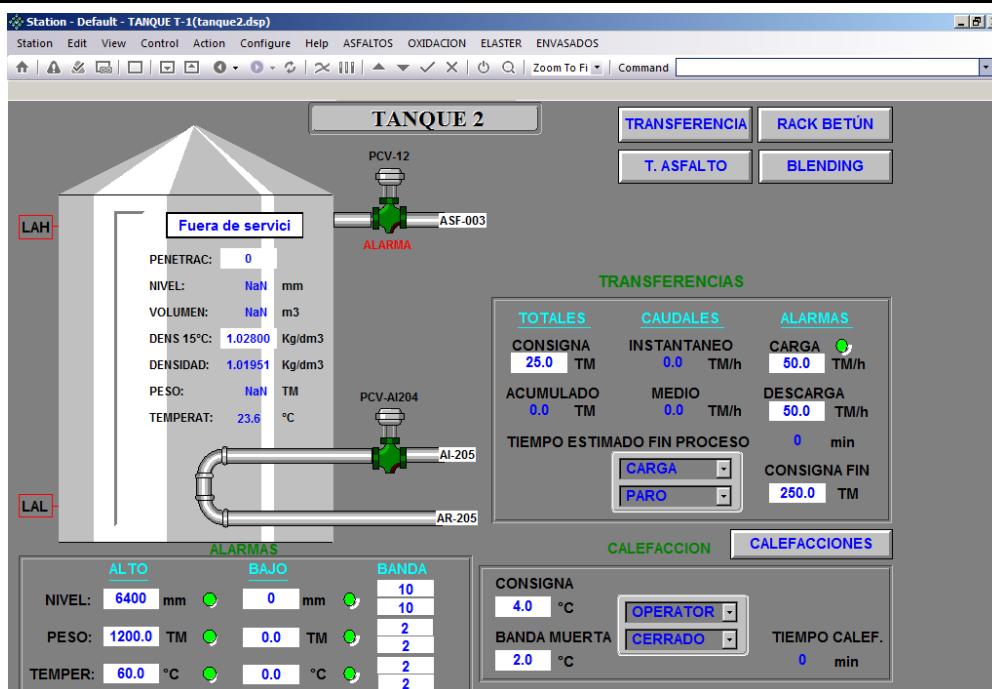 Station - Default - TANQUE T-1(tanque2.dsp)
Station Edit View Control Action Configure Help ASFALTOS OXIDACION ELASTER ENVASADOS
Zoom To Fi Command
TANQUE 2
TRANSFERENCIA RACK BETÚN
T. ASFALTO BLENDING
PCV-12
ASF-003
ALARMA
LAH
Fuera de servici
PENETRAC: 0
NIVEL: NaN mm
VOLUMEN: NaN m3
DENS 15°C: 1.02800 Kg/dm3
DENSIDAD: 1.01951 Kg/dm3
PESO: NaN TM
TEMPERAT: 23.6 °C
PCV-AI204
AI-205
AR-205
LAL
TRANSFERENCIAS
TOTALES CAUDALES ALARMAS
CONSIGNA INSTANTANEO CARGA
25.0 TM 0.0 TM/h 50.0 TM/h
ACUMULADO MEDIO DESCARGA
0.0 TM 0.0 TM/h 50.0 TM/h
TIEMPO ESTIMADO FIN PROCESO 0 min
CARGA
PARO
CONSIGNA FIN
250.0 TM
ALARMAS
ALTO BAJO BANDA
NIVEL: 6400 mm 0 mm 10
10
PESO: 1200.0 TM 0.0 TM 2
2
TEMPER: 60.0 °C 0.0 °C 2
2
CALEFACCION CALEFACCIONES
CONSIGNA
4.0 °C OPERATOR
BANDA MUERTA CERRADO TIEMPO CALEF.
2.0 °C 0 min